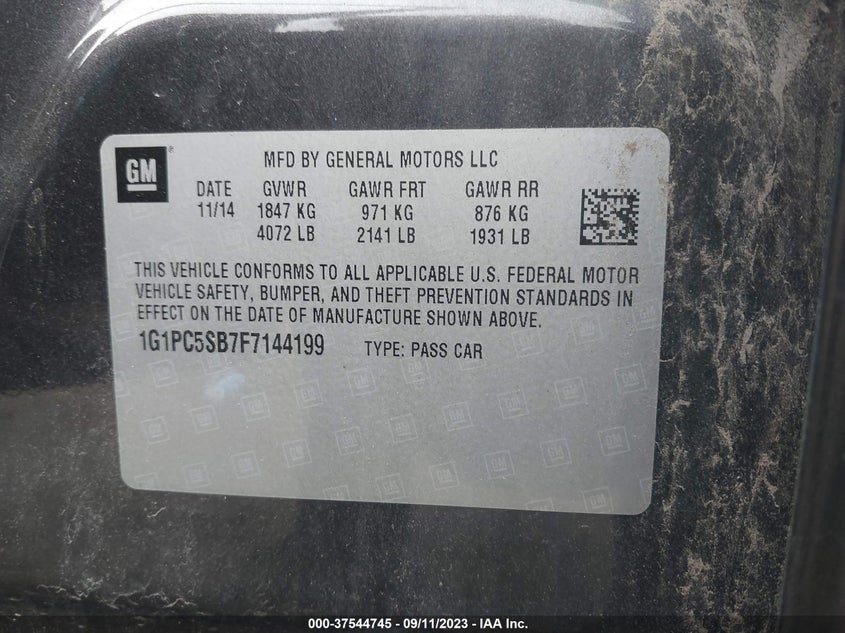 GM
MFD BY GENERAL MOTORS LLC
DATE GVWR GAWR FRT GAWR RR
11/14 1847 KG 971 KG 876 KG
4072 LB 2141 LB 1931 LB
THIS VEHICLE CONFORMS TO ALL APPLICABLE U.S. FEDERAL MOTOR
VEHICLE SAFETY, BUMPER, AND THEFT PREVENTION STANDARDS IN
EFFECT ON THE DATE OF MANUFACTURE SHOWN ABOVE.
1G1PC5SB7F7144199 TYPE: PASS CAR
000-37544745 - 09/11/2023 - IAA Inc.